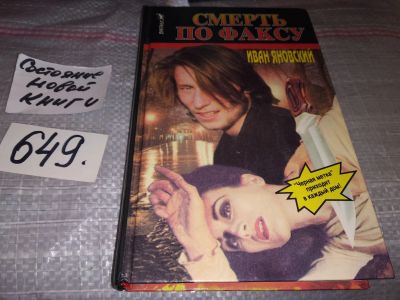 СМЕРТЬ
ПО ФАКСУ
ИВАН ЯНОВСКИЙ
Состояние
новой
книги
649.
"Черная метка"
приходит
в каждый дом!